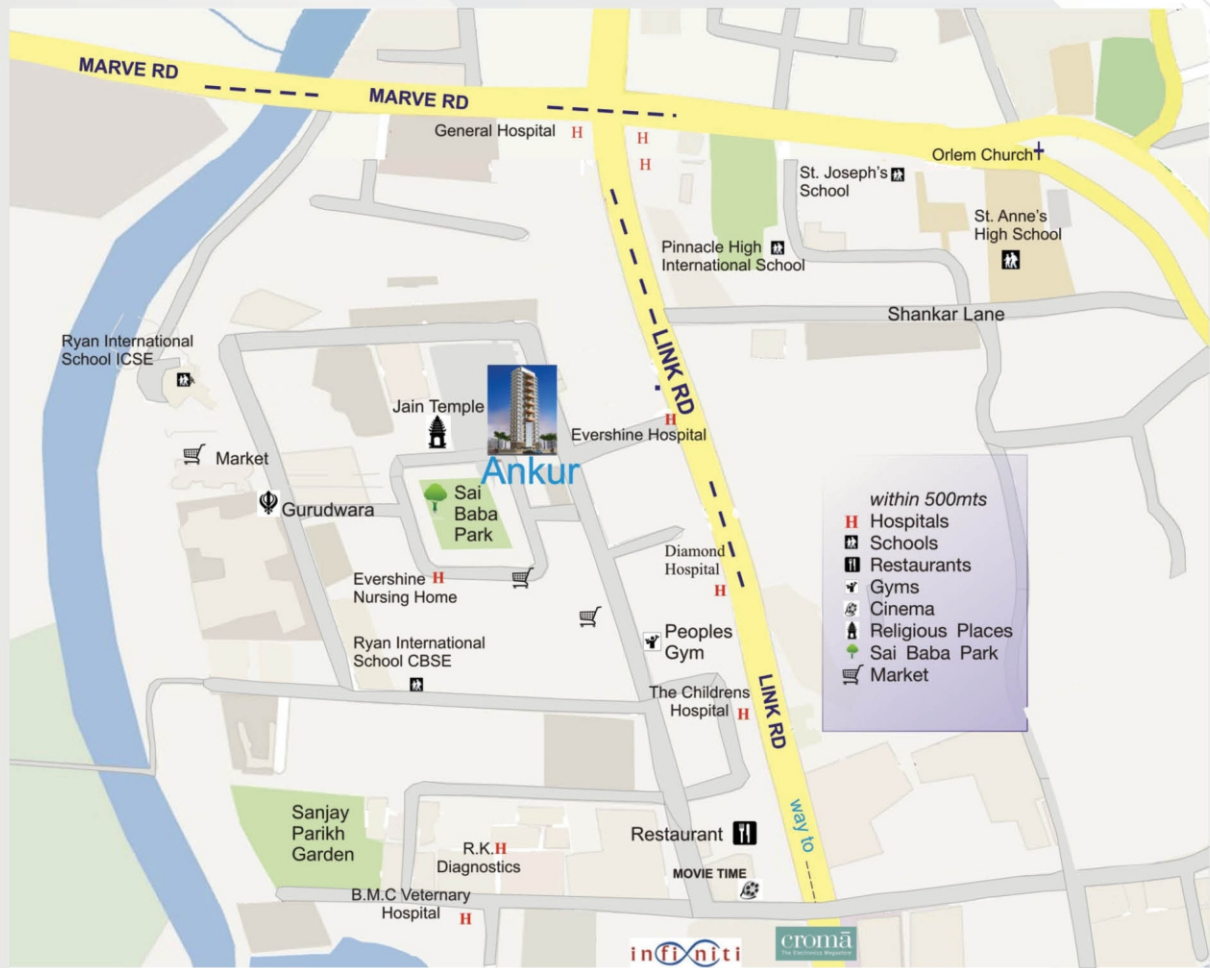 MARVE RD
MARVE RD
General Hospital H
H
H
Orlem Church
St. Joseph's
School
St. Anne's
High School
Pinnacle High
International School
Shankar Lane
LINK RD
Ryan International
School ICSE
Jain Temple
Evershine Hospital
H
Ankur
Market
Gurudwara
Sai
Baba
Park
within 500mts
H Hospitals
Schools
Restaurants
Gyms
Cinema
Religious Places
Sai Baba Park
Market
Diamond
Hospital
H
Evershine H
Nursing Home
Peoples
Gym
Ryan International
School CBSE
The Childrens
Hospital H
LINK RD
way to
Sanjay
Parikh
Garden
Restaurant
R.K. H
Diagnostics
MOVIE TIME
B.M.C Veternary
Hospital H
infiniti
cromā
The Electronics Megastore